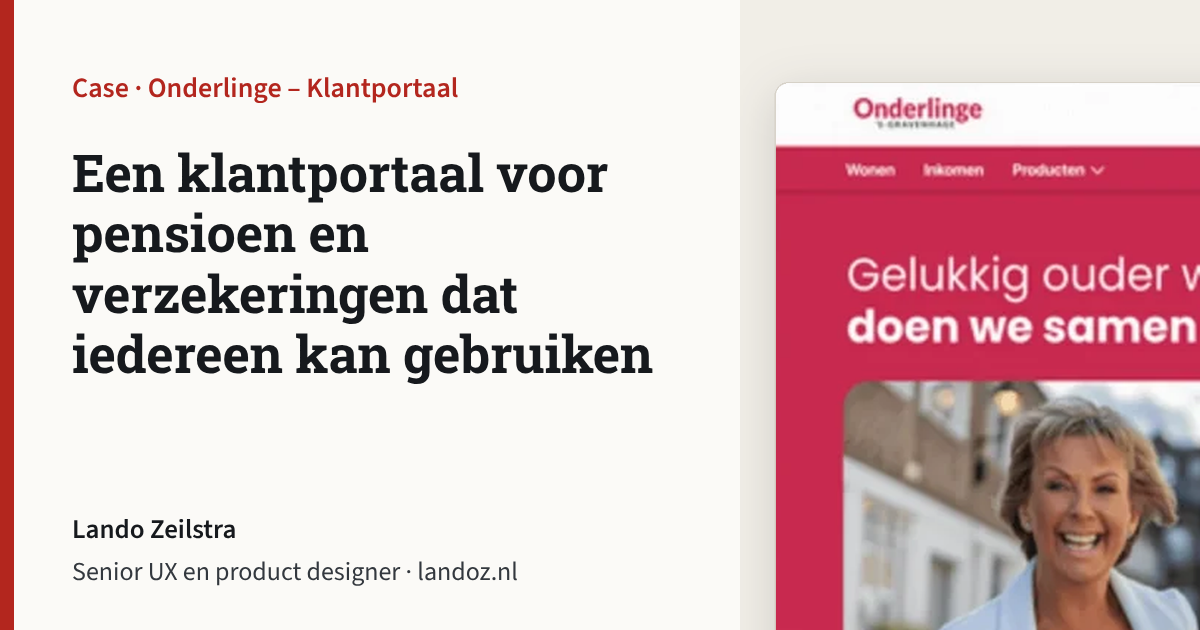 Case · Onderlinge – Klantportaal
Een klantportaal voor
pensioen en
verzekeringen dat
iedereen kan gebruiken
Lando Zeilstra
Senior UX en product designer · landoz.nl
Onderlinge
'S-GRAVENHAGE
Wonen Inkomen Producten
Gelukkig ouder
doen we samen